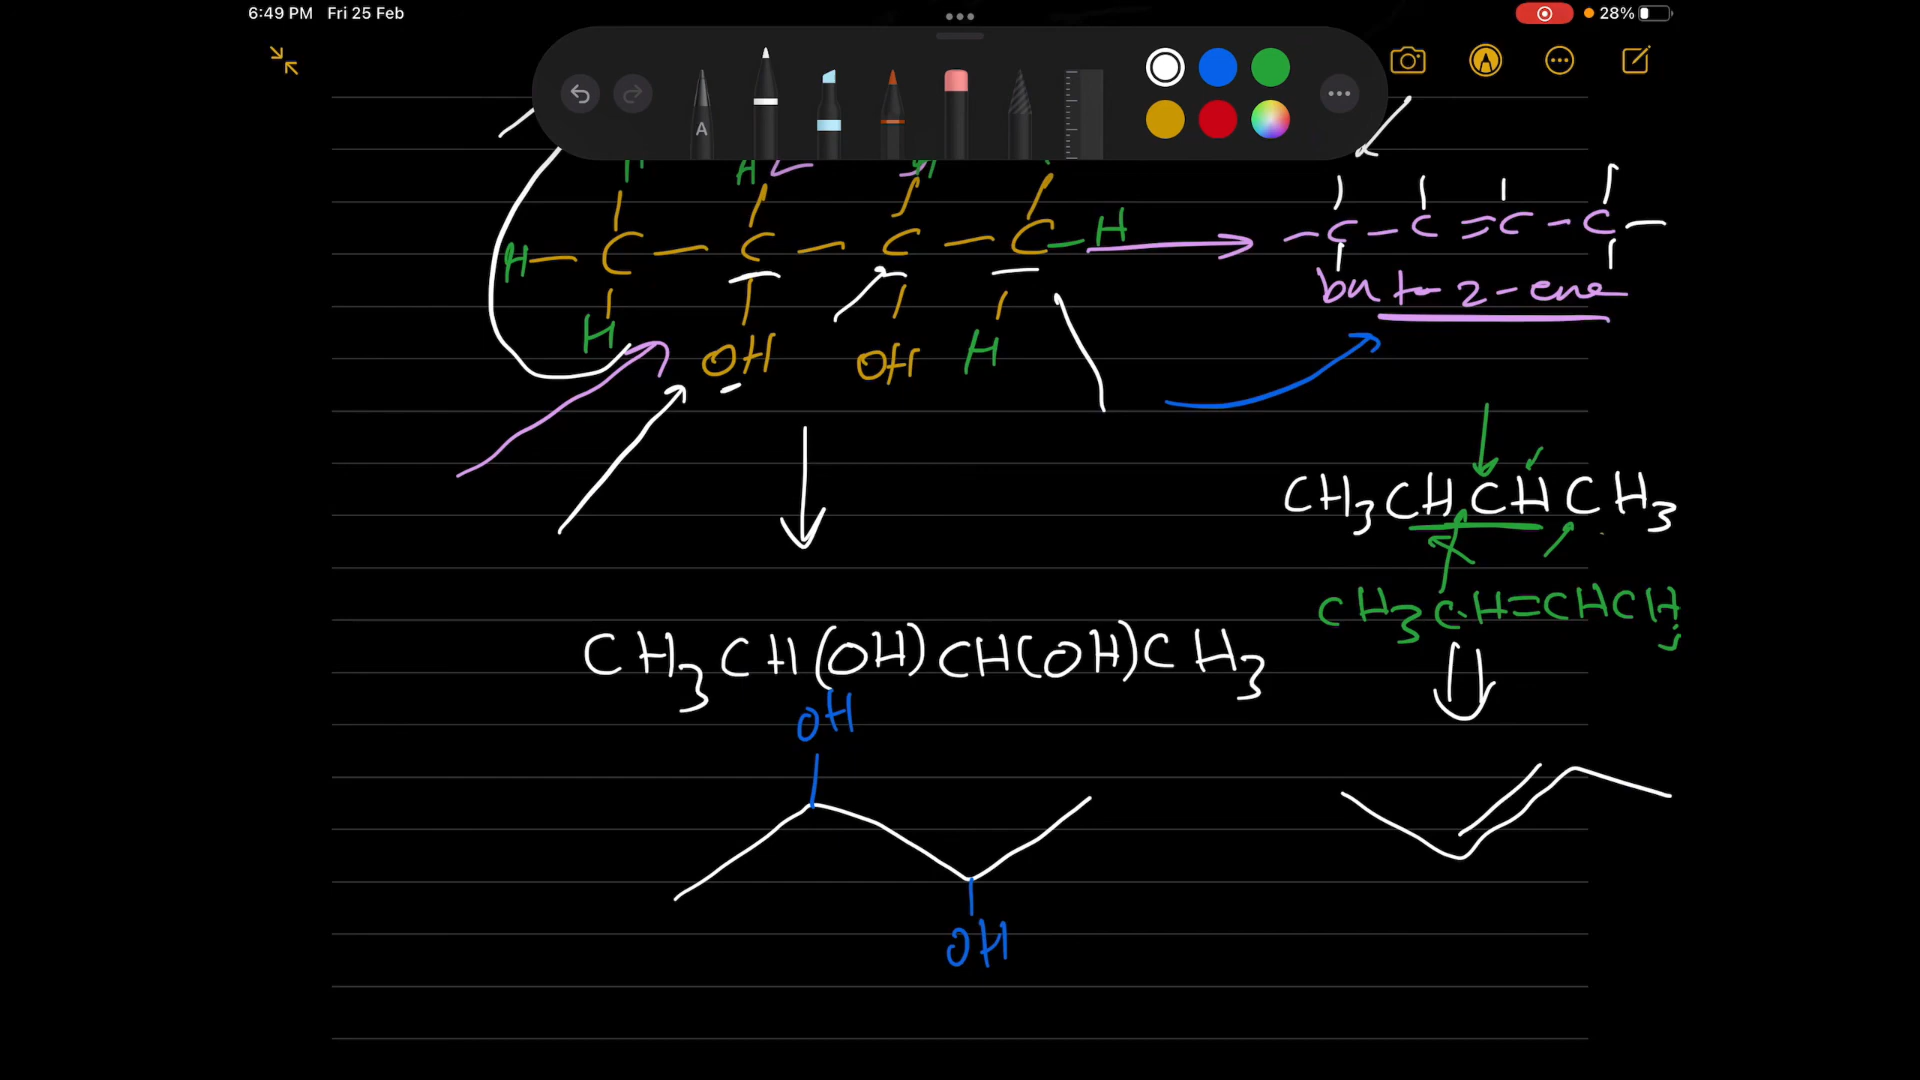 6:49 PM Fri 25 Feb
28%
A
H H H
H C C C C H
C C = C C
H OH OH H
but-2-ene
CH3CHCHCH3
CH3CH=CHCH3
CH3CH(OH)CH(OH)CH3
OH
OH